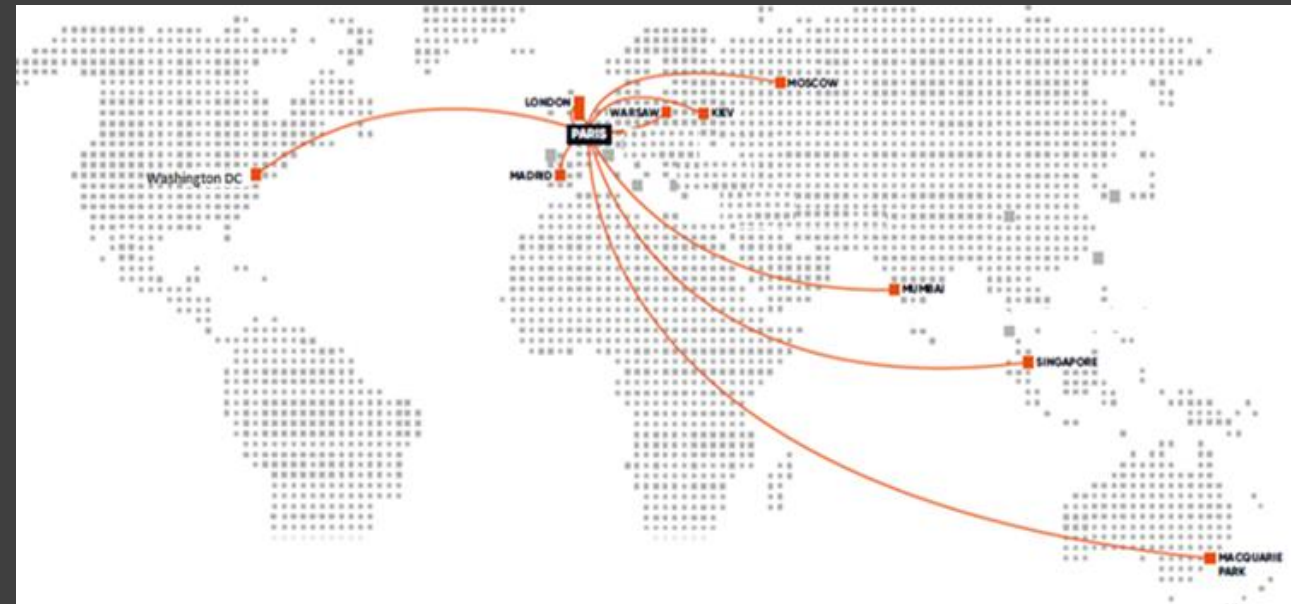 MOSCOW
LONDON
WARSAW
KIEV
PARIS
Washington DC
MADRID
MUMBAI
SINGAPORE
MACQUARIE
PARK